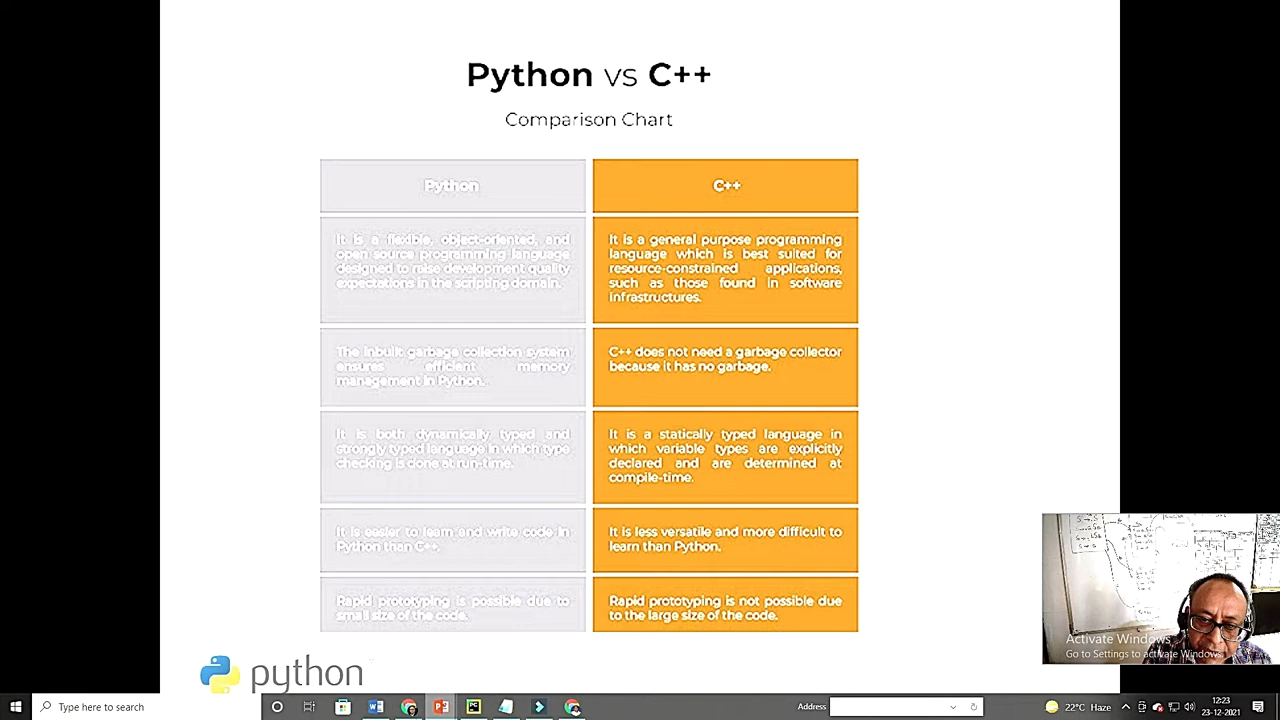 Python vs C++
Comparison Chart
Python
C++
It is a flexible, object-oriented, and
open source programming language
designed to raise development quality
expectations in the scripting domain.
It is a general purpose programming
language which is best suited for
resource-constrained applications,
such as those found in software
infrastructures.
The inbuilt garbage collection system
ensures efficient memory
management in Python.
C++ does not need a garbage collector
because it has no garbage.
It is both dynamically typed and
strongly typed language in which type
checking is done at run-time.
It is a statically typed language in
which variable types are explicitly
declared and are determined at
compile-time.
It is easier to learn and write code in
Python than C++.
It is less versatile and more difficult to
learn than Python.
Rapid prototyping is possible due to
small size of the code.
Rapid prototyping is not possible due
to the large size of the code.
python
Activate Windows
Go to Settings to activate Windows.
Type here to search
Address
22°C Haze
12:23
23-12-2021